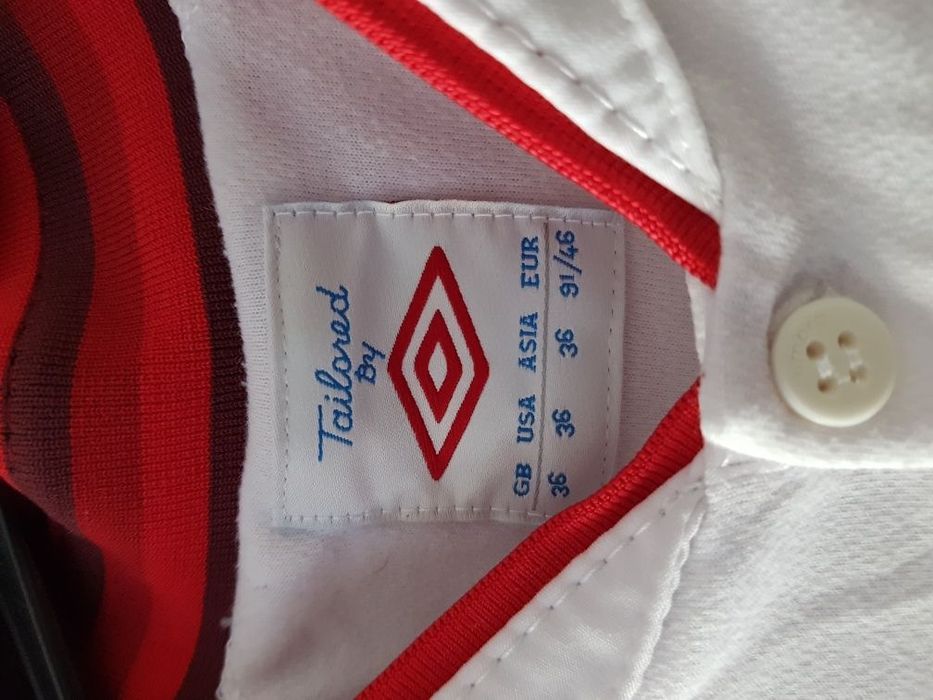 Tailored
By
GB USA ASIA EUR
36 36 36 91/46